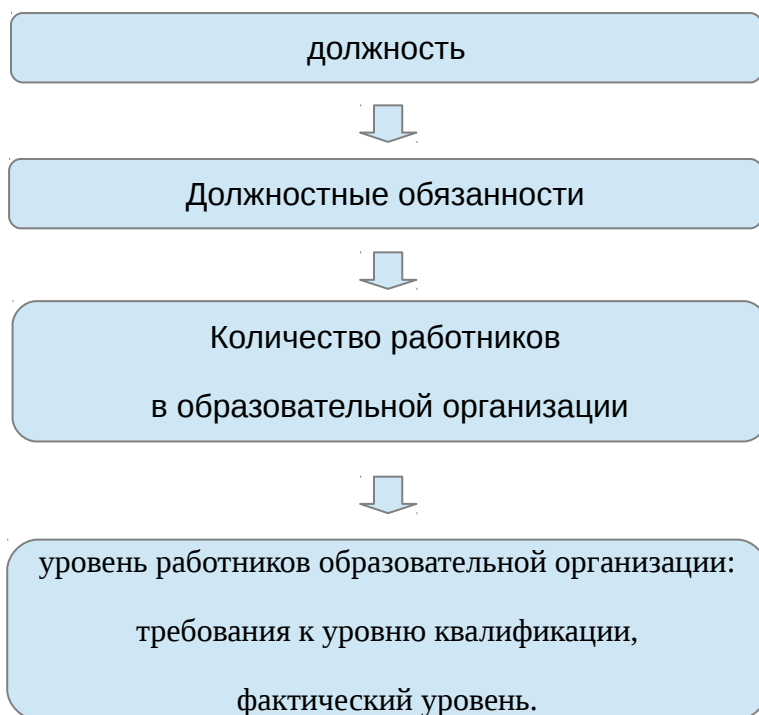 должность
Должностные обязанности
Количество работников
в образовательной организации
уровень работников образовательной организации:
требования к уровню квалификации,
фактический уровень.